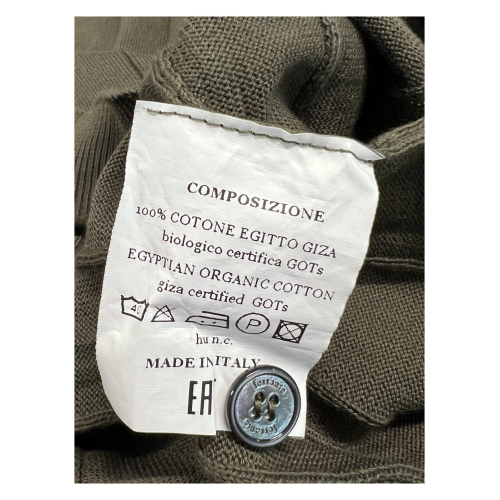 COMPOSIZIONE
100% COTONE EGITTO GIZA
biologico certifica GOTs
EGYPTIAN ORGANIC COTTON
giza certified GOTs
40 P
hu n.c.
MADE IN ITALY